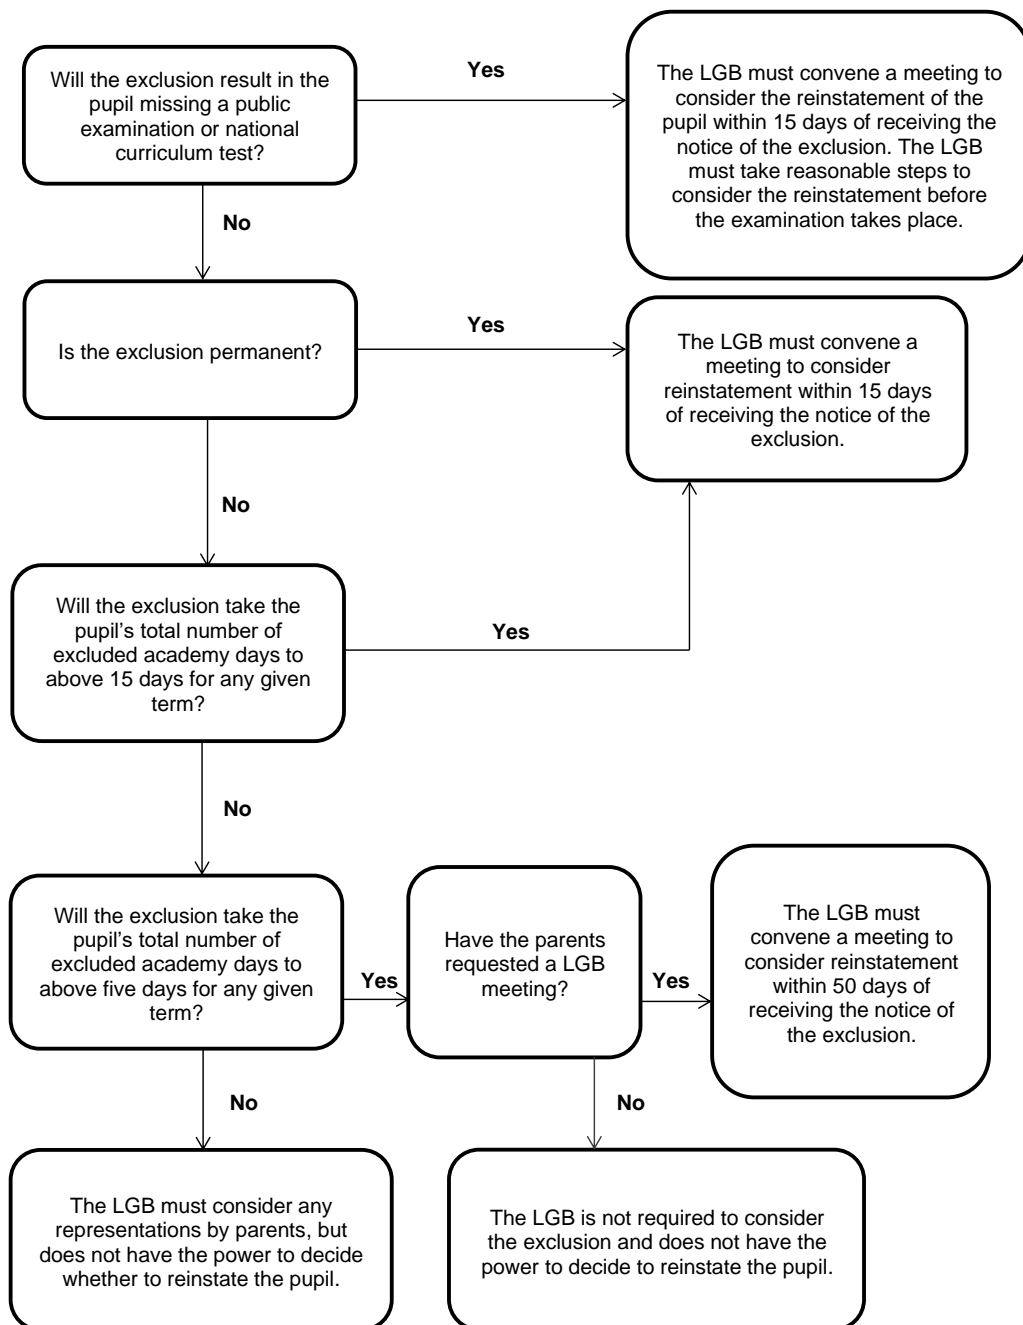 Will the exclusion result in the
pupil missing a public
examination or national
curriculum test?
Yes
The LGB must convene a meeting to
consider the reinstatement of the
pupil within 15 days of receiving the
notice of the exclusion. The LGB
must take reasonable steps to
consider the reinstatement before
the examination takes place.
No
Is the exclusion permanent?
Yes
The LGB must convene a
meeting to consider
reinstatement within 15 days
of receiving the notice of the
exclusion.
No
Will the exclusion take the
pupil’s total number of
excluded academy days to
above 15 days for any given
term?
Yes
No
Will the exclusion take the
pupil’s total number of
excluded academy days to
above five days for any given
term?
Yes
Have the parents
requested a LGB
meeting?
Yes
The LGB must
convene a meeting to
consider reinstatement
within 50 days of
receiving the notice of
the exclusion.
No
No
The LGB must consider any
representations by parents, but
does not have the power to decide
whether to reinstate the pupil.
The LGB is not required to consider
the exclusion and does not have the
power to decide to reinstate the pupil.